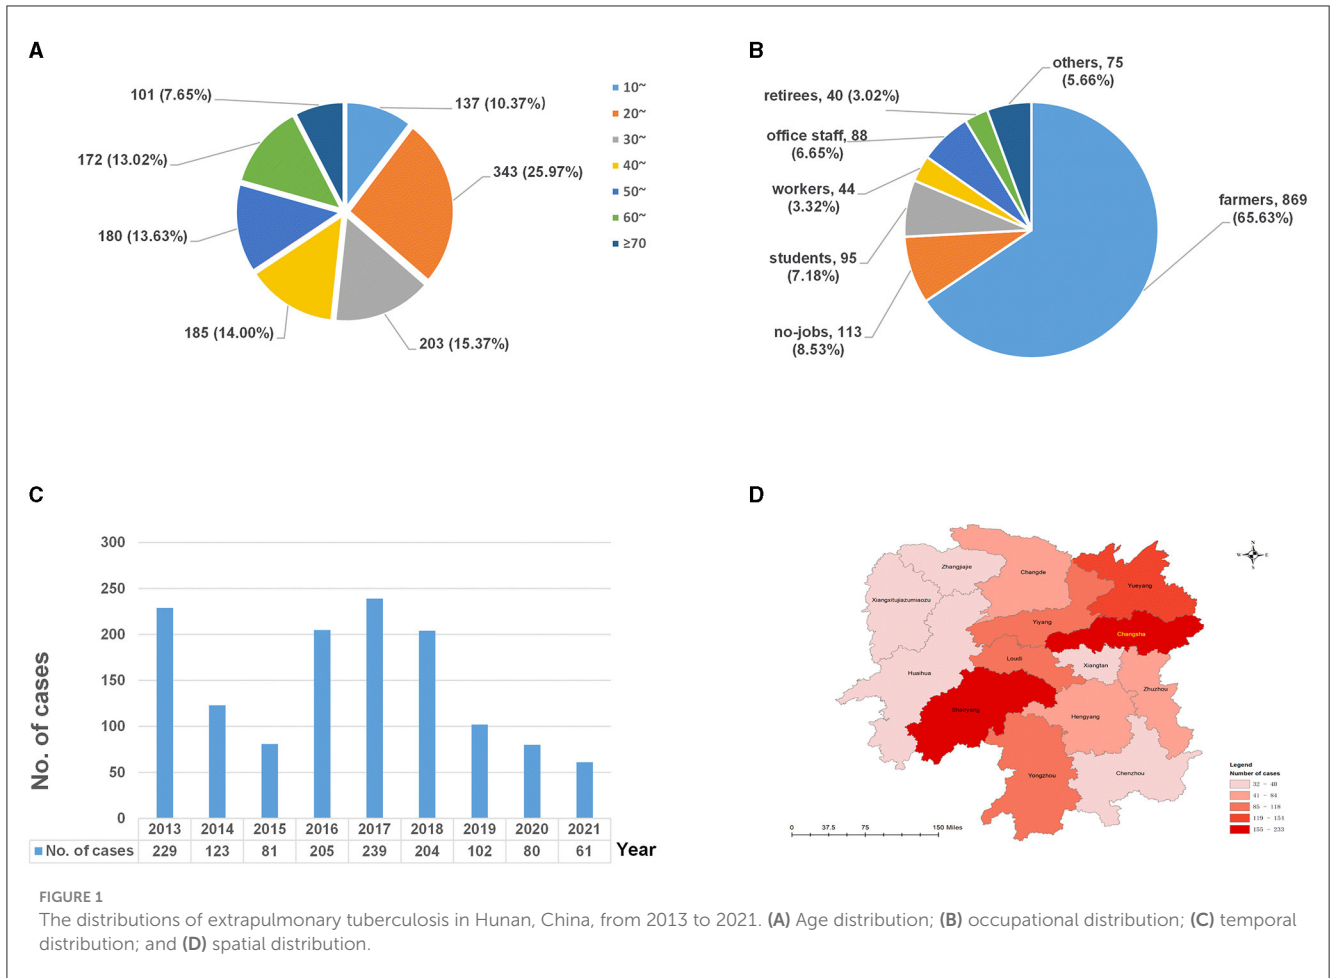 A
101 (7.65%)
137 (10.37%)
172 (13.02%)
343 (25.97%)
180 (13.63%)
185 (14.00%)
203 (15.37%)
10~
20~
30~
40~
50~
60~
≥70
B
others, 75
(5.66%)
retirees, 40 (3.02%)
office staff, 88
(6.65%)
workers, 44
(3.32%)
farmers, 869
(65.63%)
students, 95
(7.18%)
no-jobs, 113
(8.53%)
C
No. of cases
300
250
200
150
100
50
0
2013 2014 2015 2016 2017 2018 2019 2020 2021
No. of cases 229 123 81 205 239 204 102 80 61
Year
D
N
W E
S
Zhangjiajie
Changde
Yueyang
Xiangxitujiazumiaozu
Yiyang
Changsha
Loudi
Xiangtan
Huaihua
Zhuzhou
Shaoyang
Hengyang
Yongzhou
Chenzhou
Legend
Number of cases
32 - 40
41 - 84
85 - 118
119 - 154
155 - 233
0 37.5 75 150 Miles
FIGURE 1
The distributions of extrapulmonary tuberculosis in Hunan, China, from 2013 to 2021. (A) Age distribution; (B) occupational distribution; (C) temporal
distribution; and (D) spatial distribution.